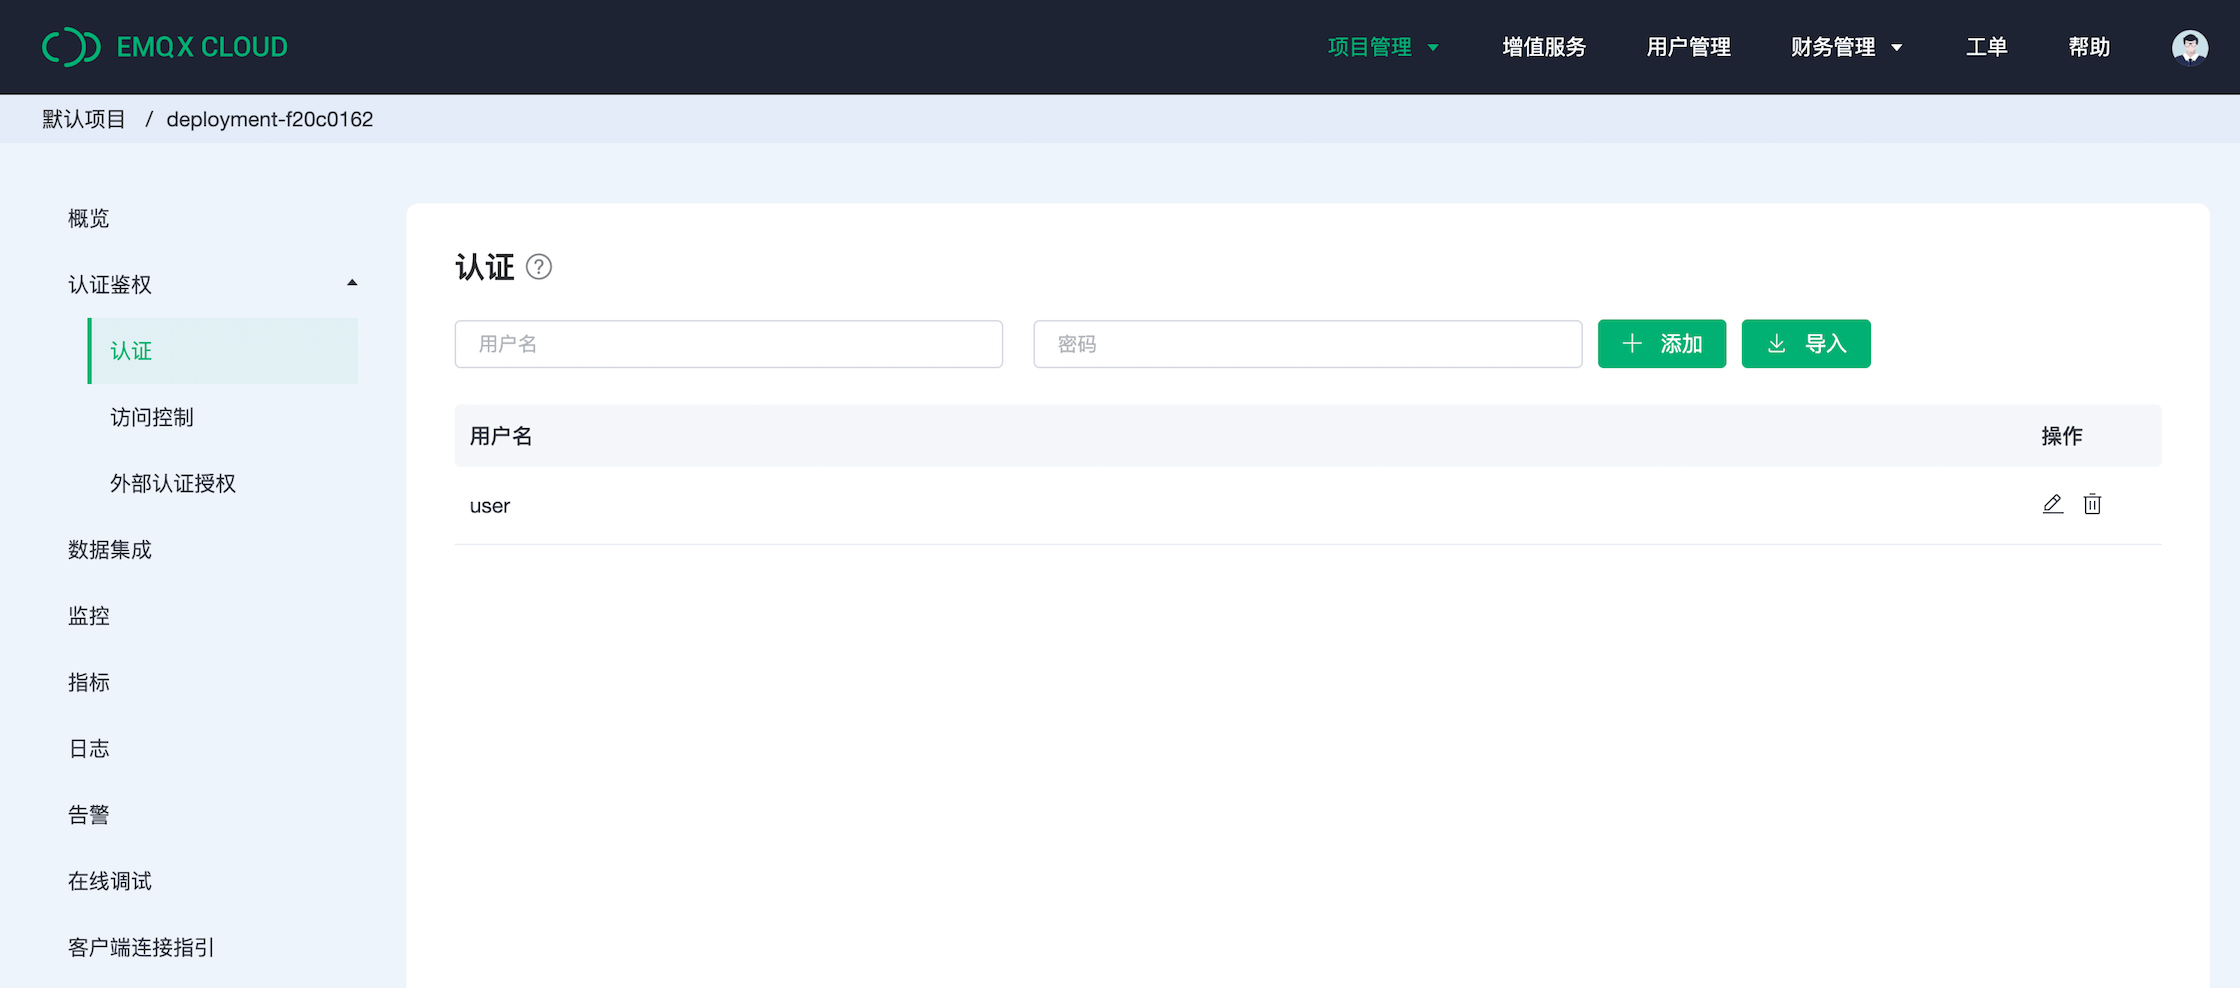 EMQX CLOUD
项目管理 增值服务 用户管理 财务管理 工单 帮助
默认项目 / deployment-f20c0162
概览
认证鉴权
认证
访问控制
外部认证授权
数据集成
监控
指标
日志
告警
在线调试
客户端连接指引
认证 ?
用户名 密码 添加 导入
用户名 操作
user